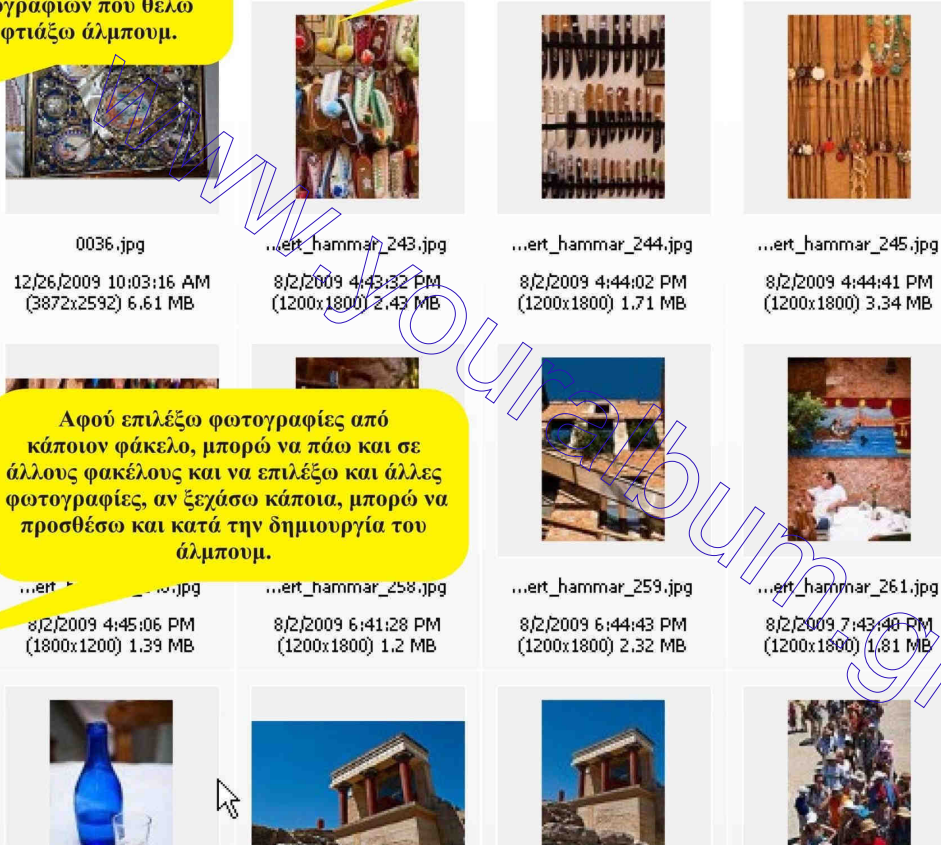 ογραφιών που θέλω
φτιάξω άλμπουμ.
0036.jpg
12/26/2009 10:03:16 AM
(3872x2592) 6.61 MB
...ert_hammar_243.jpg
8/2/2009 4:43:32 PM
(1200x1800) 2.43 MB
...ert_hammar_244.jpg
8/2/2009 4:44:02 PM
(1200x1800) 1.71 MB
...ert_hammar_245.jpg
8/2/2009 4:44:41 PM
(1200x1800) 3.34 MB
Αφού επιλέξω φωτογραφίες από
κάποιον φάκελο, μπορώ να πάω και σε
άλλους φακέλους και να επιλέξω και άλλες
φωτογραφίες, αν ξεχάσω κάποια, μπορώ να
προσθέσω και κατά την δημιουργία του
άλμπουμ.
8/2/2009 4:45:06 PM
(1800x1200) 1.39 MB
...ert_hammar_258.jpg
8/2/2009 6:41:28 PM
(1200x1800) 1.2 MB
...ert_hammar_259.jpg
8/2/2009 6:44:43 PM
(1200x1800) 2.32 MB
...ert_hammar_261.jpg
8/2/2009 7:43:40 PM
(1200x1800) 1.81 MB
www.youralbum.gr